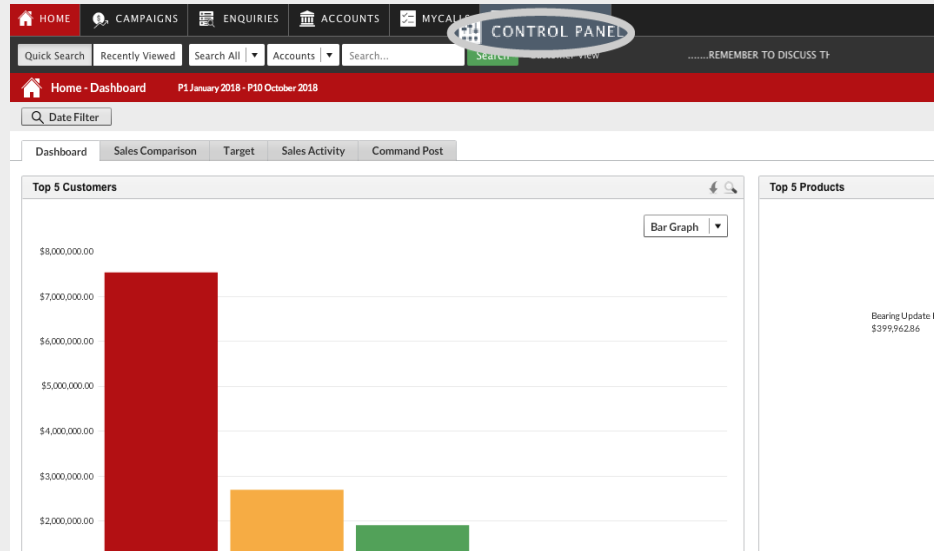 HOME CAMPAIGNS ENQUIRIES ACCOUNTS MYCALLS CONTROL PANEL
Quick Search Recently Viewed Search All Accounts Search... Search Customer View ........REMEMBER TO DISCUSS TH
Home - Dashboard P1 January 2018 - P10 October 2018
Date Filter
Dashboard Sales Comparison Target Sales Activity Command Post
Top 5 Customers Top 5 Products
Bar Graph
$8,000,000.00
$7,000,000.00
Bearing Update
$399,962.86
$6,000,000.00
$5,000,000.00
$4,000,000.00
$3,000,000.00
$2,000,000.00